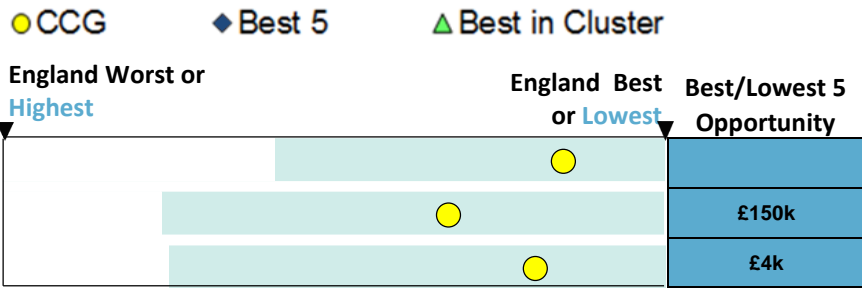 CCG Best 5 Best in Cluster
England Worst or
Highest
England Best
or Lowest
Best/Lowest 5
Opportunity
£150k
£4k